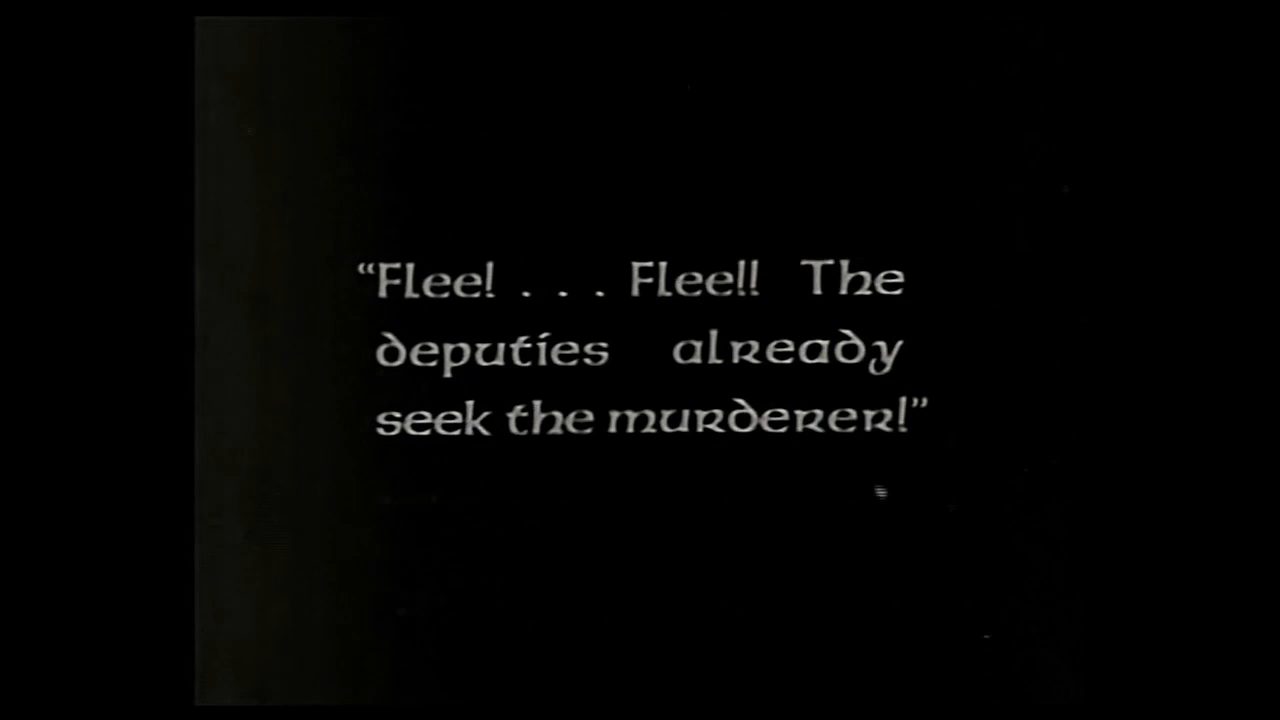 “Flee! . . . Flee!! The
deputies already
seek the murderer!”